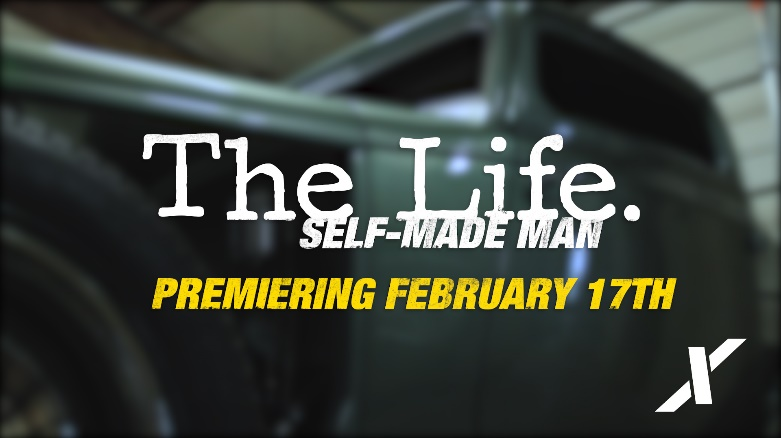 The Life.
SELF-MADE MAN
PREMIERING FEBRUARY 17TH
X